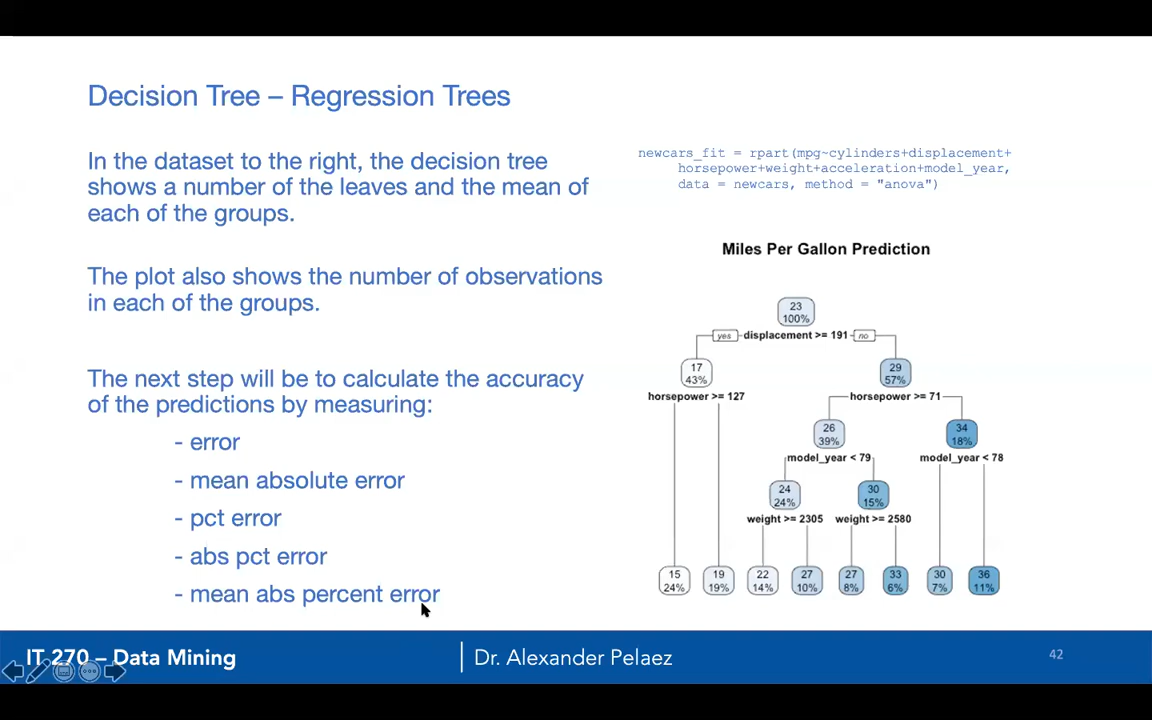 Decision Tree – Regression Trees
In the dataset to the right, the decision tree
shows a number of the leaves and the mean of
each of the groups.
The plot also shows the number of observations
in each of the groups.
The next step will be to calculate the accuracy
of the predictions by measuring:
- error
- mean absolute error
- pct error
- abs pct error
- mean abs percent error
newcars_fit = rpart(mpg~cylinders+displacement+
horsepower+weight+acceleration+model_year,
data = newcars, method = "anova")
Miles Per Gallon Prediction
23
100%
yes displacement >= 191 no
17
43%
29
57%
horsepower >= 127
horsepower >= 71
26
39%
34
18%
model_year < 79
model_year < 78
24
24%
30
15%
weight >= 2305
weight >= 2580
15
24%
19
19%
22
14%
27
10%
27
8%
33
6%
30
7%
36
11%
IT 270 – Data Mining
Dr. Alexander Pelaez
42